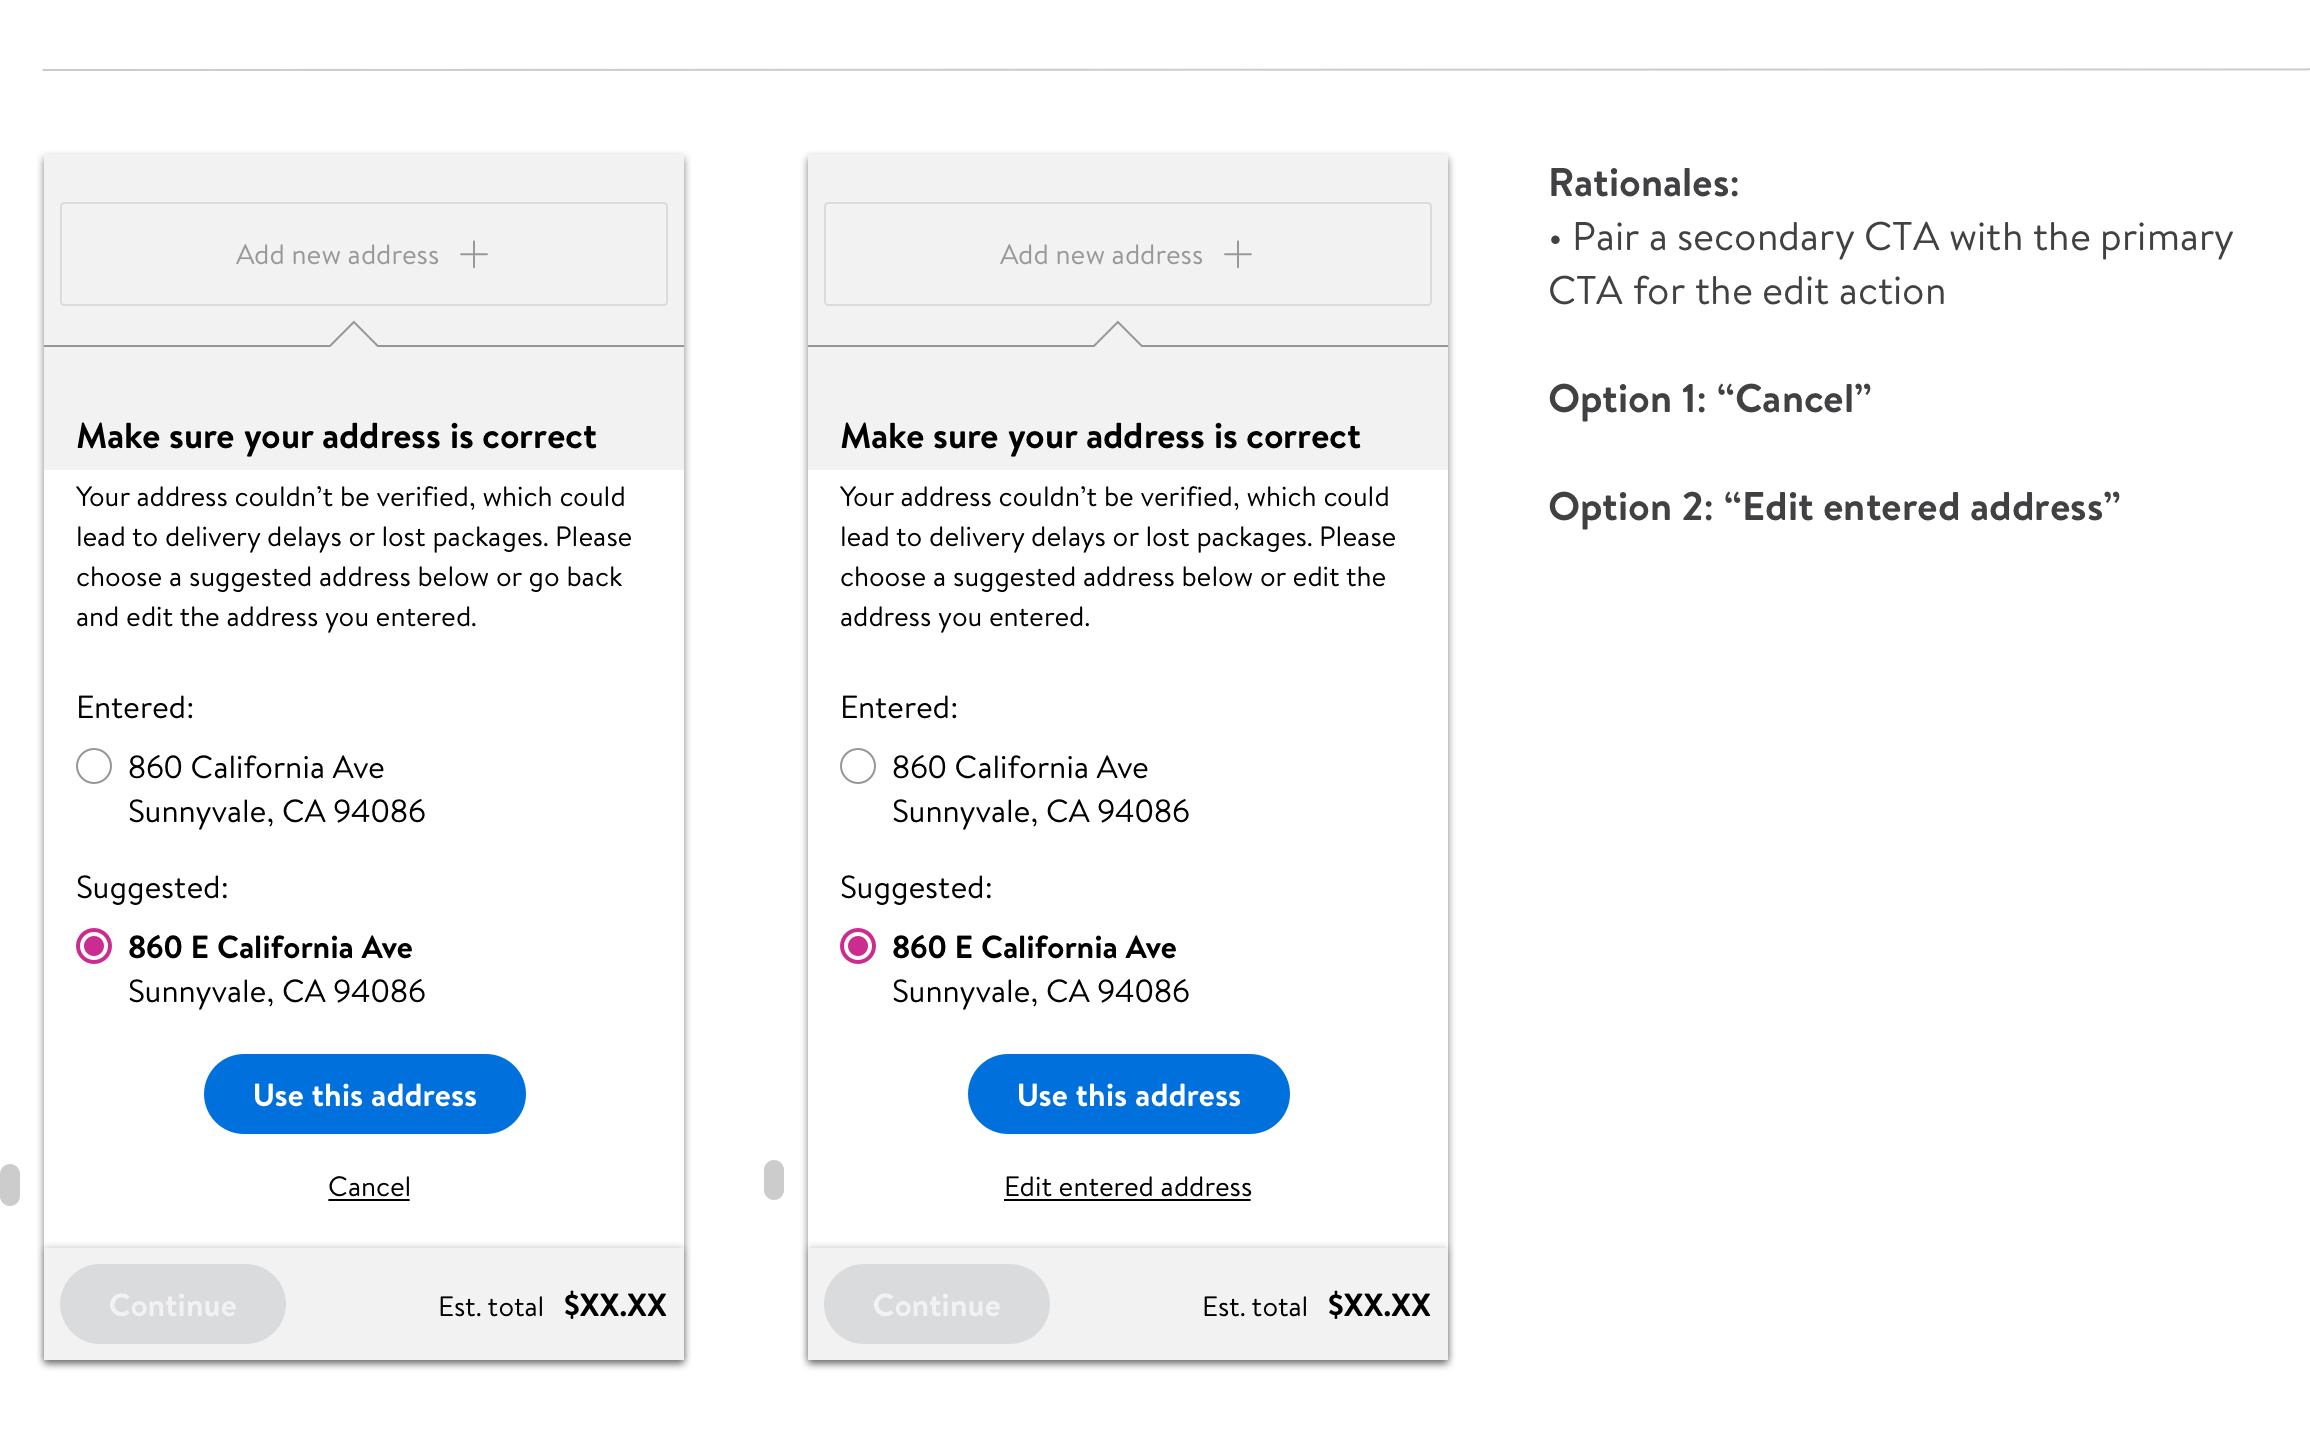 Add new address
Make sure your address is correct
Your address couldn’t be verified, which could
lead to delivery delays or lost packages. Please
choose a suggested address below or go back
and edit the address you entered.
Entered:
860 California Ave
Sunnyvale, CA 94086
Suggested:
860 E California Ave
Sunnyvale, CA 94086
Use this address
Cancel
Continue
Est. total $XX.XX
Add new address
Make sure your address is correct
Your address couldn’t be verified, which could
lead to delivery delays or lost packages. Please
choose a suggested address below or edit the
address you entered.
Entered:
860 California Ave
Sunnyvale, CA 94086
Suggested:
860 E California Ave
Sunnyvale, CA 94086
Use this address
Edit entered address
Continue
Est. total $XX.XX
Rationales:
• Pair a secondary CTA with the primary
CTA for the edit action
Option 1: “Cancel”
Option 2: “Edit entered address”